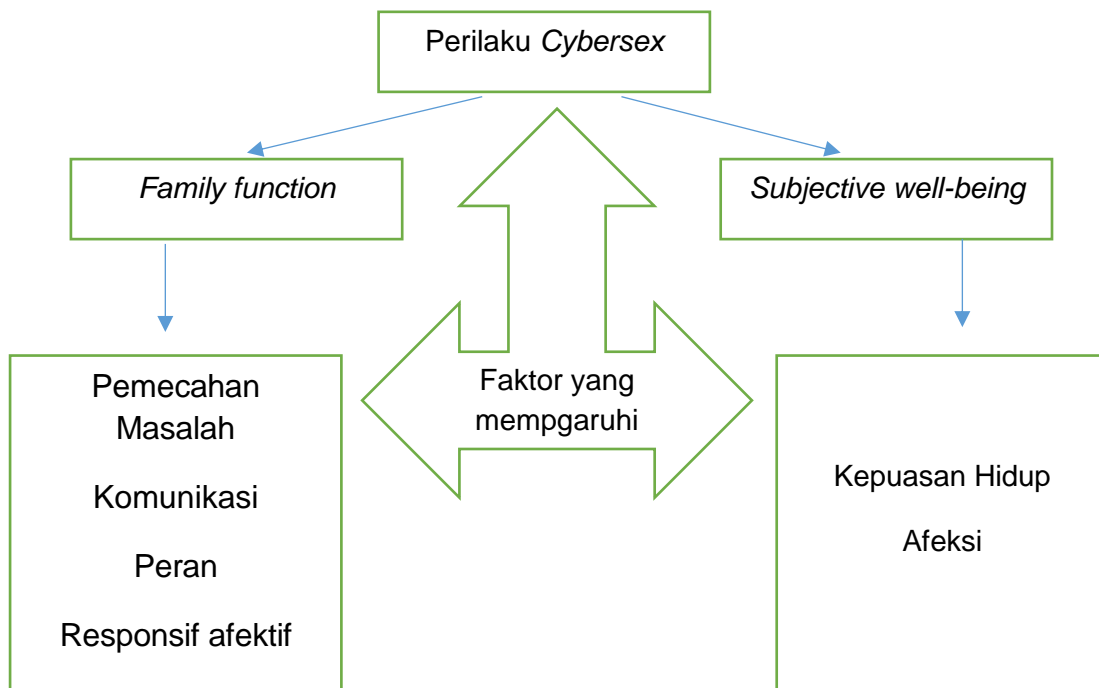 Perilaku Cybersex
Family function
Subjective well-being
Faktor yang
mempgaruhi
Pemecahan
Masalah
Komunikasi
Peran
Responsif afektif
Kepuasan Hidup
Afeksi